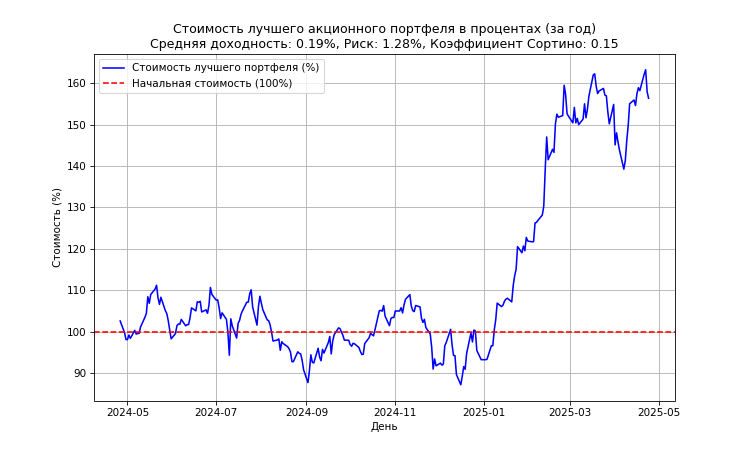 Стоимость лучшего акционного портфеля в процентах (за год)
Средняя доходность: 0.19%, Риск: 1.28%, Коэффициент Сортино: 0.15
Стоимость лучшего портфеля (%)
Начальная стоимость (100%)
Стоимость (%)
160
150
140
130
120
110
100
90
2024-05
2024-07
2024-09
2024-11
2025-01
2025-03
2025-05
День